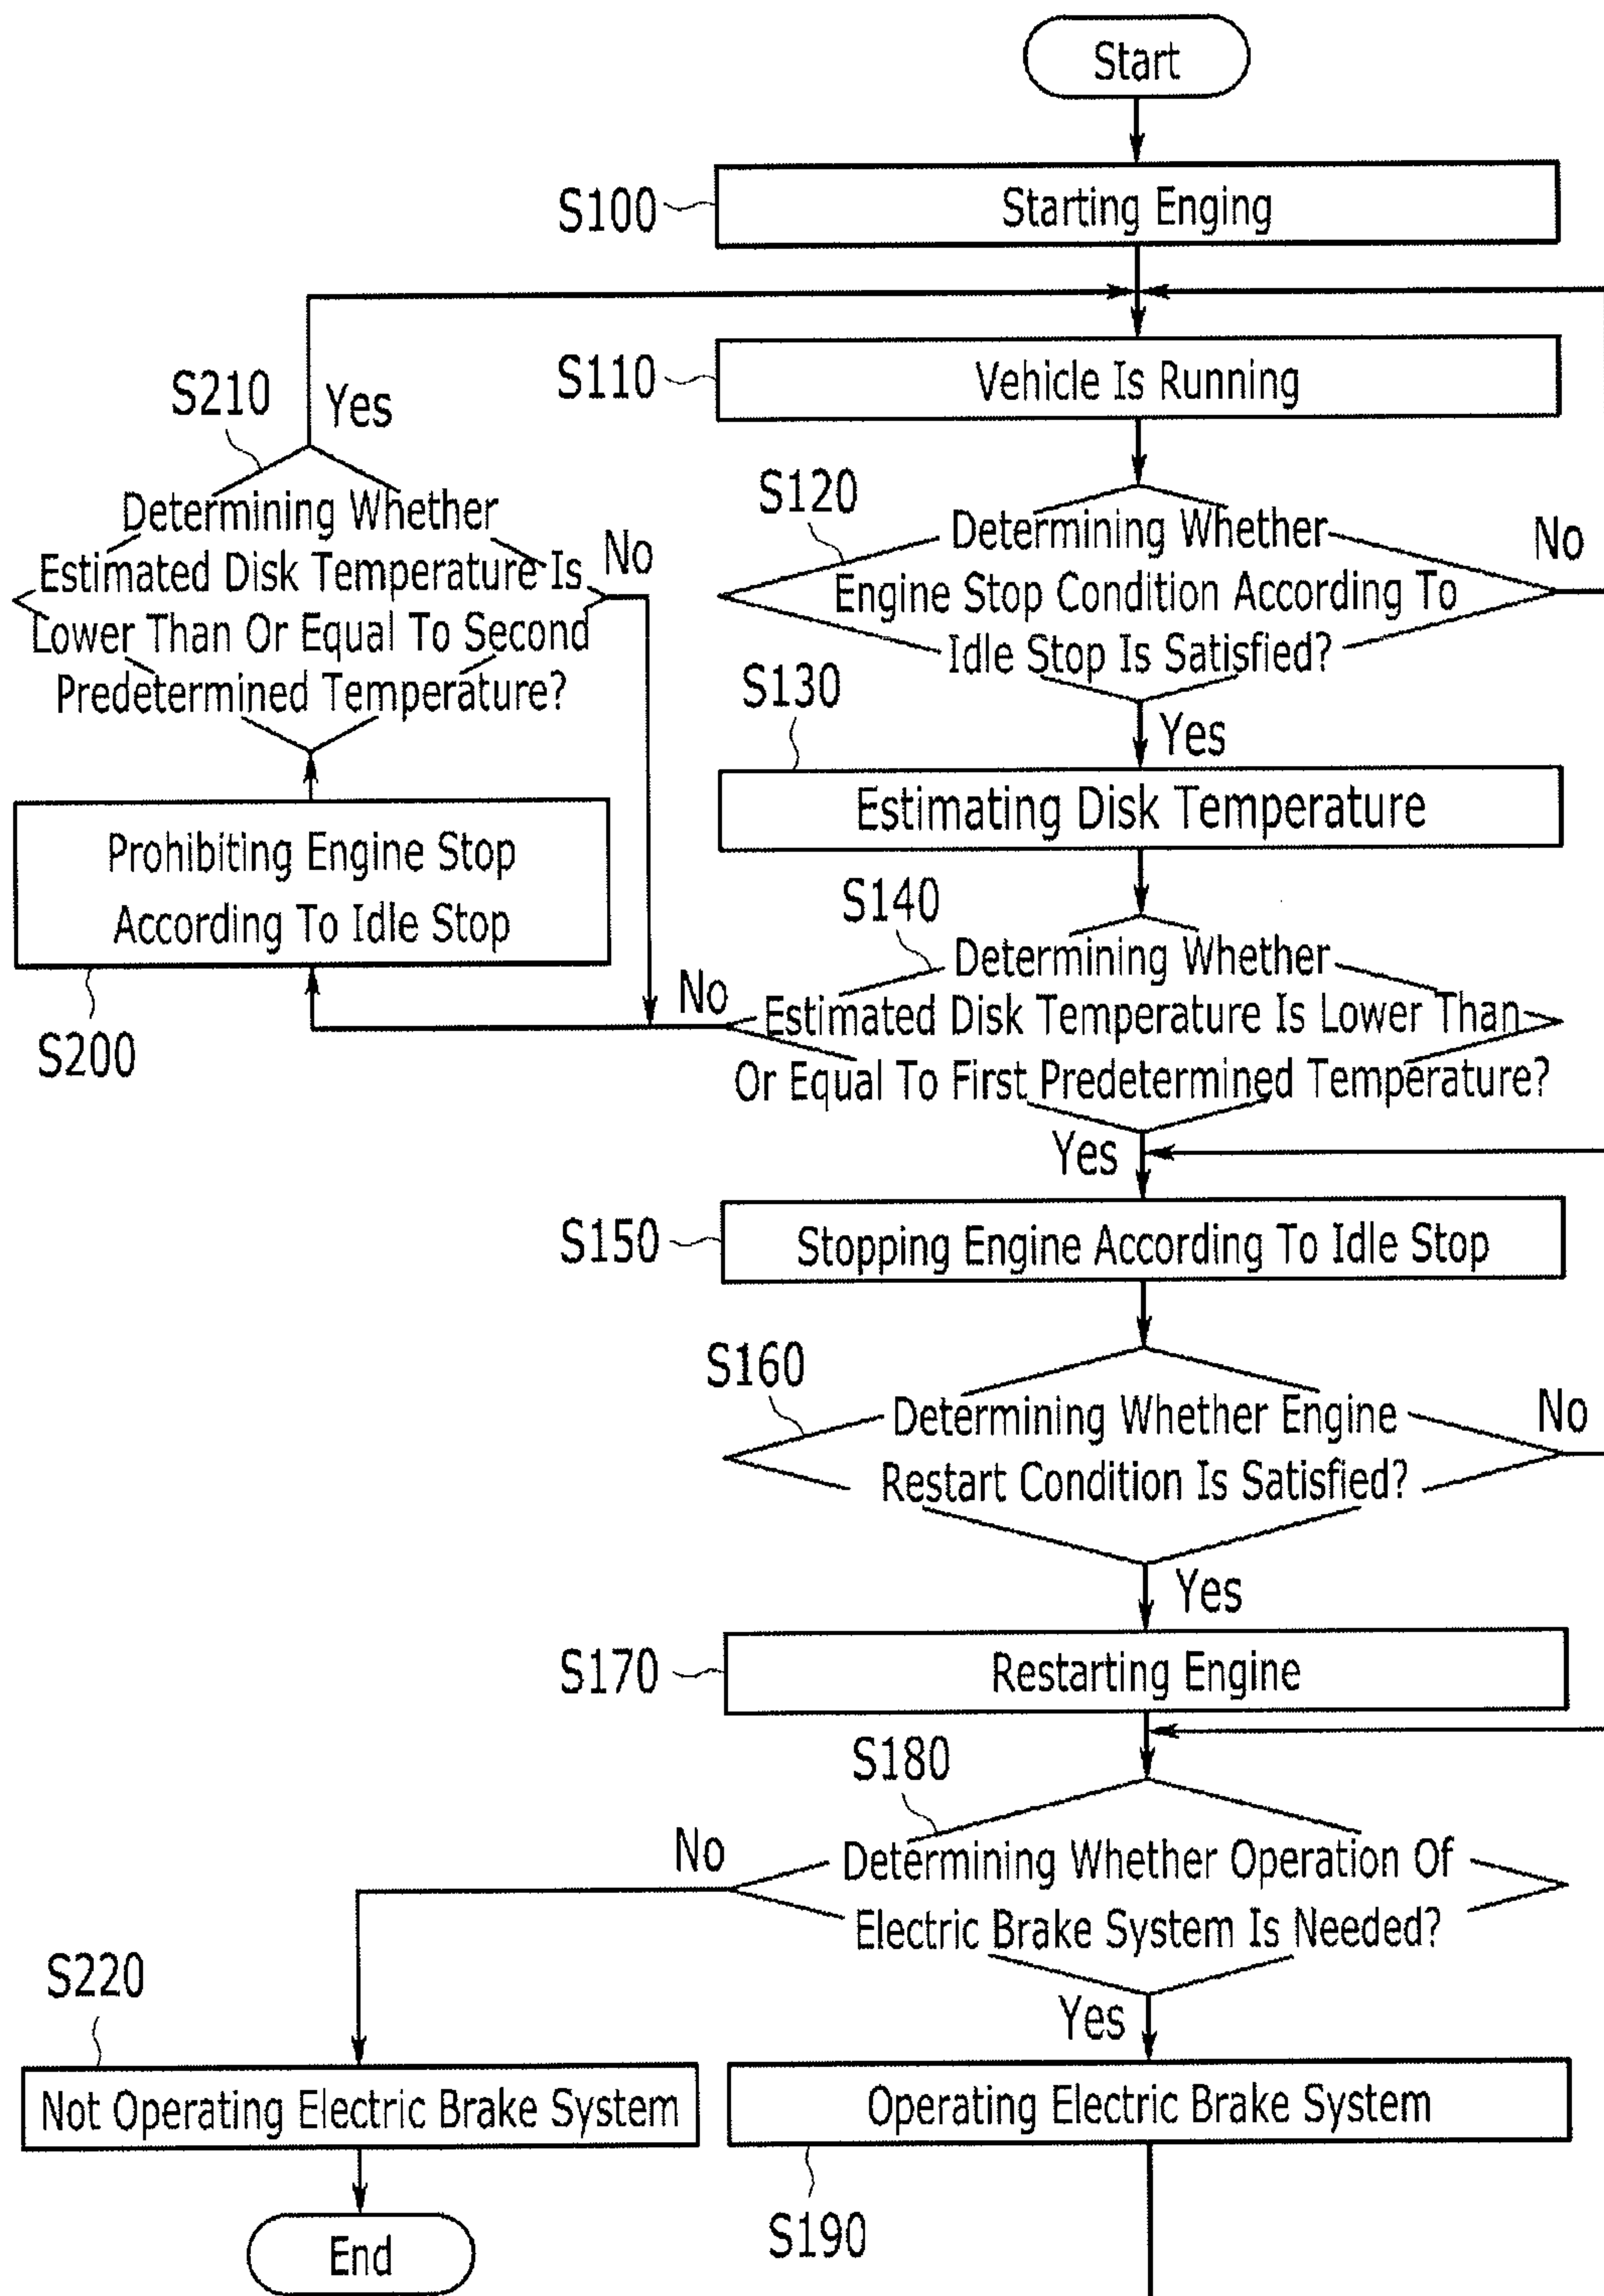 Start
S100
Starting Enging
S110
Vehicle Is Running
S210
Yes
Determining Whether
Estimated Disk Temperature Is
Lower Than Or Equal To Second
Predetermined Temperature?
No
S120
Determining Whether
Engine Stop Condition According To
Idle Stop Is Satisfied?
No
Yes
S130
Estimating Disk Temperature
Prohibiting Engine Stop
According To Idle Stop
S200
S140
Determining Whether
Estimated Disk Temperature Is Lower Than
Or Equal To First Predetermined Temperature?
No
Yes
S150
Stopping Engine According To Idle Stop
S160
Determining Whether Engine
Restart Condition Is Satisfied?
No
Yes
S170
Restarting Engine
S180
Determining Whether Operation Of
Electric Brake System Is Needed?
No
Yes
S220
Not Operating Electric Brake System
Operating Electric Brake System
S190
End